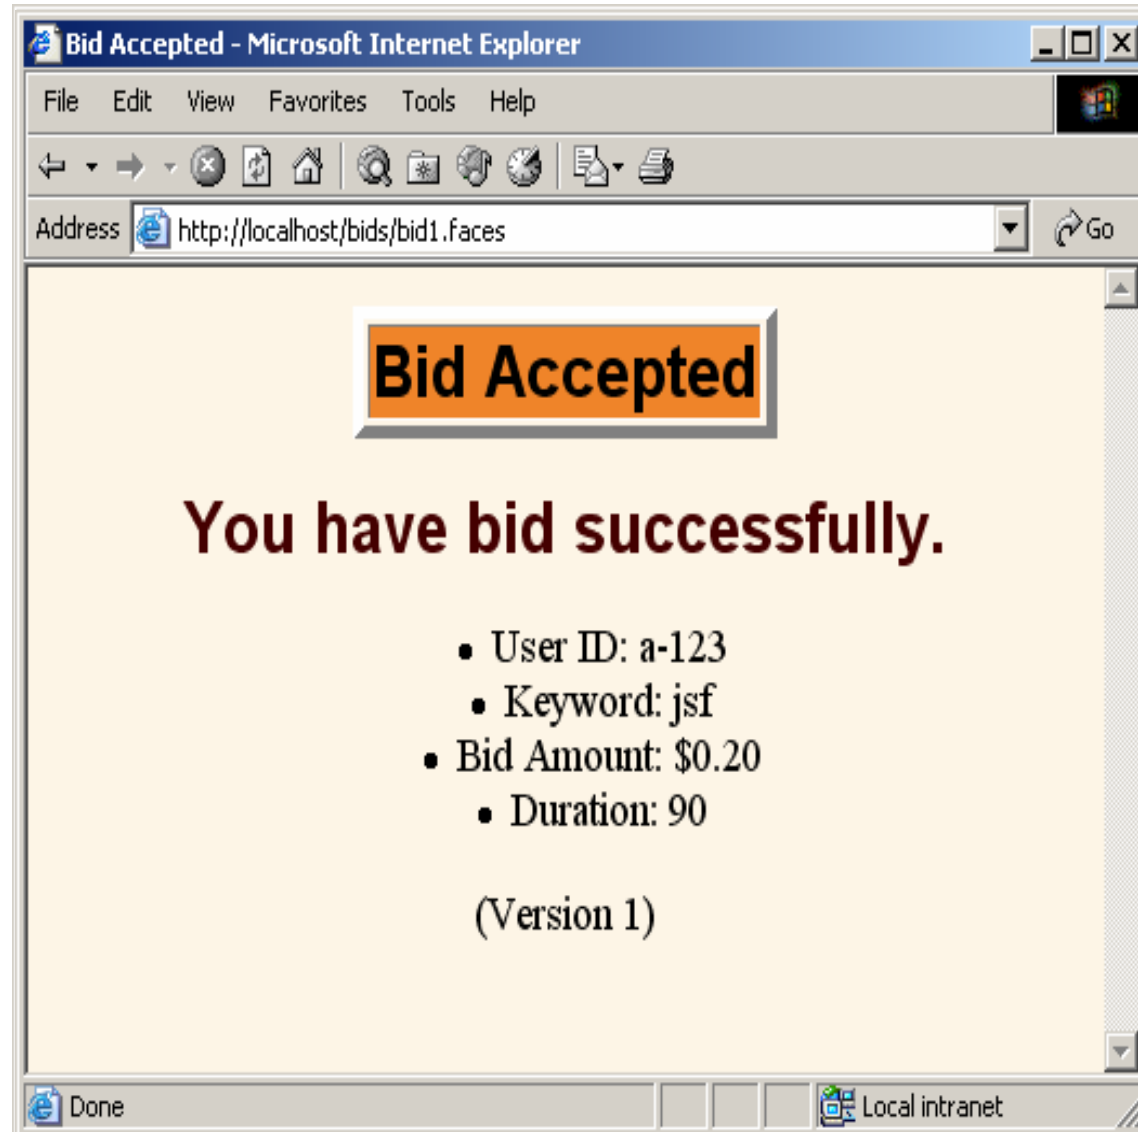 Bid Accepted - Microsoft Internet Explorer
File Edit View Favorites Tools Help
Address http://localhost/bids/bid1.faces Go
Bid Accepted
You have bid successfully.
• User ID: a-123
• Keyword: jsf
• Bid Amount: $0.20
• Duration: 90
(Version 1)
Done Local intranet